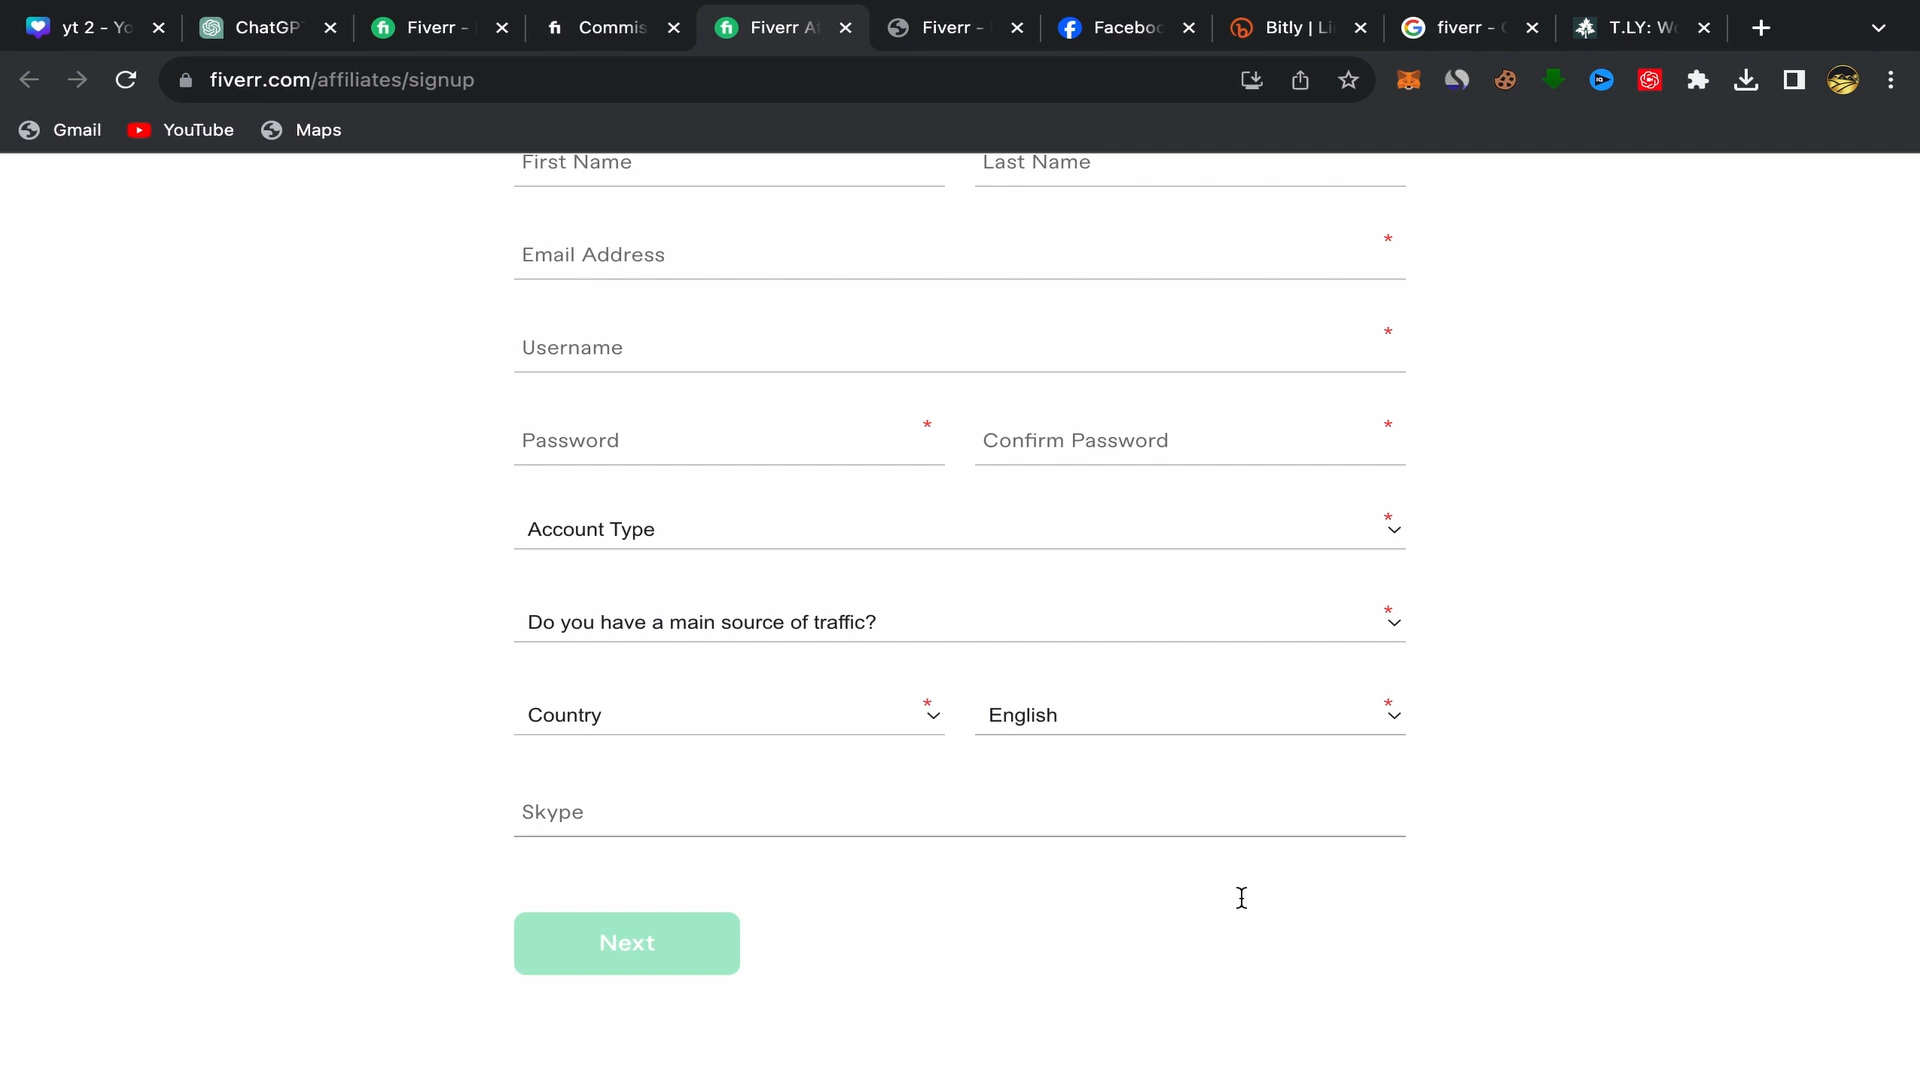 yt 2 - Yo
ChatGP
Fiverr -
Commis
Fiverr A
Fiverr -
Faceboo
Bitly | Li
fiverr -
T.LY: W
fiverr.com/affiliates/signup
Gmail
YouTube
Maps
First Name
Last Name
Email Address
*
Username
*
Password
*
Confirm Password
*
Account Type
*
Do you have a main source of traffic?
*
Country
*
English
*
Skype
Next